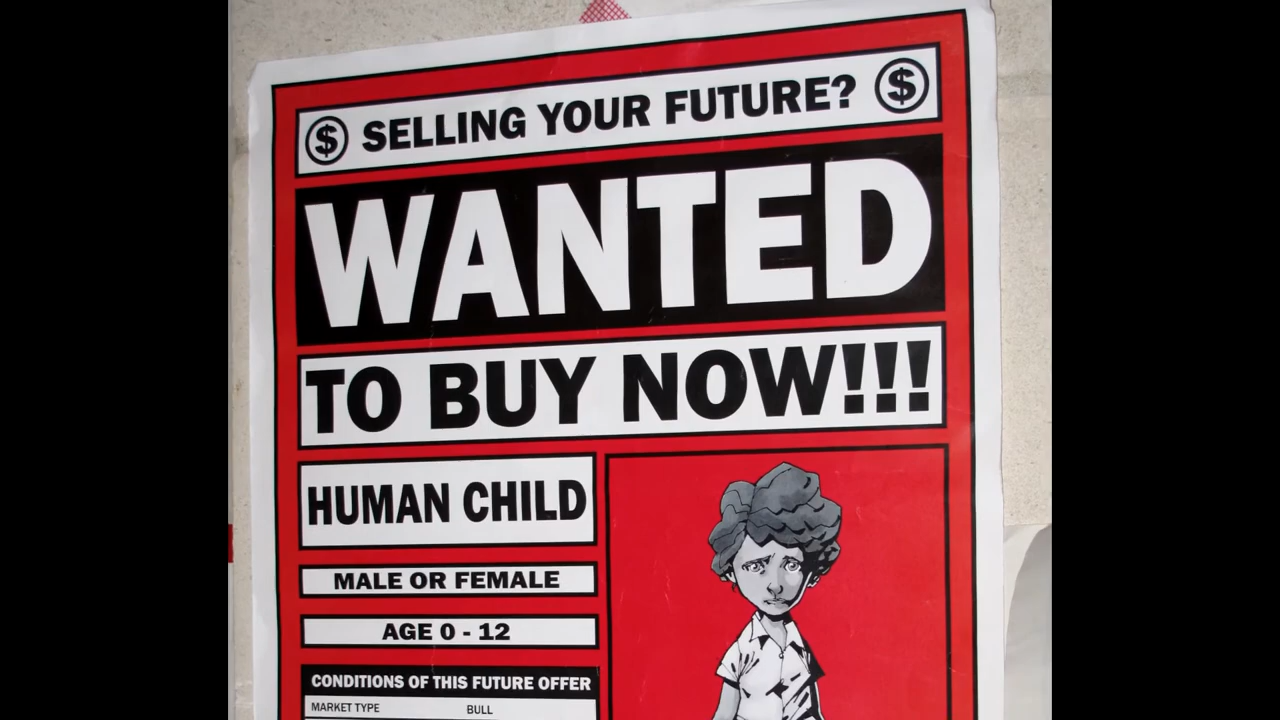 $ SELLING YOUR FUTURE? $
WANTED
TO BUY NOW!!!
HUMAN CHILD
MALE OR FEMALE
AGE 0 - 12
CONDITIONS OF THIS FUTURE OFFER
MARKET TYPE BULL